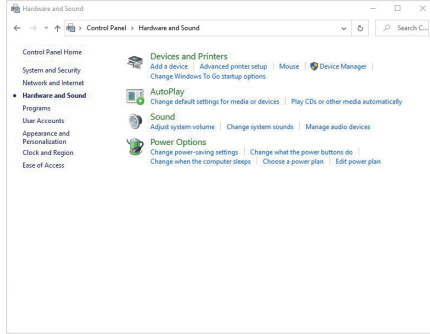 Hardware and Sound
Control Panel > Hardware and Sound
Search C...
Control Panel Home
System and Security
Network and Internet
Hardware and Sound
Programs
User Accounts
Appearance and
Personalization
Clock and Region
Ease of Access
Devices and Printers
Add a device | Advanced printer setup | Mouse | Device Manager |
Change Windows To Go startup options
AutoPlay
Change default settings for media or devices | Play CDs or other media automatically
Sound
Adjust system volume | Change system sounds | Manage audio devices
Power Options
Change power-saving settings | Change what the power buttons do |
Change when the computer sleeps | Choose a power plan | Edit power plan